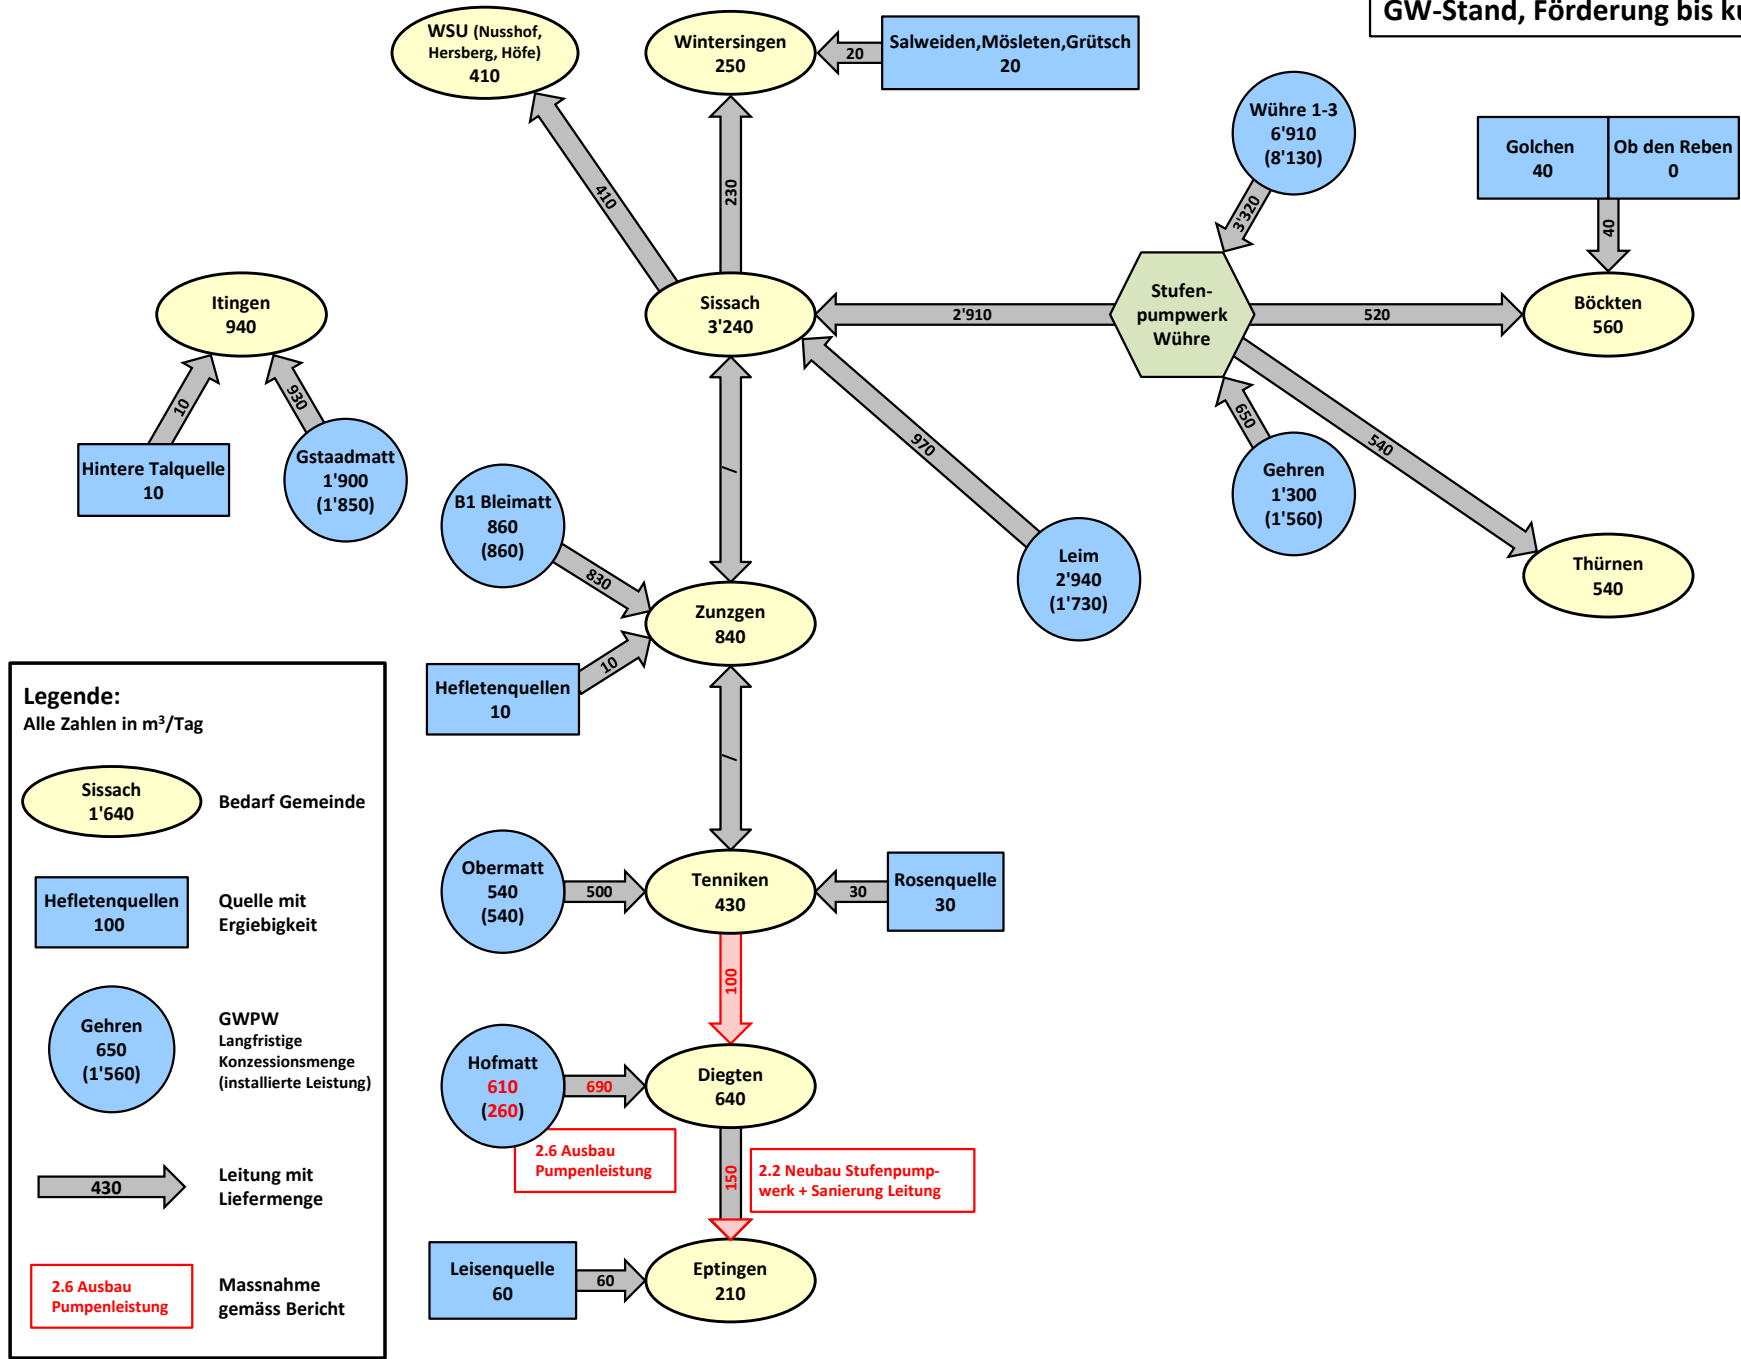 GW-Stand, Förderung bis
WSU (Nusshof,
Hersberg, Höfe)
410
Wintersingen
250
20
Salweiden,Mösleten,Grütsch
20
Wühre 1-3
6'910
(8'130)
Golchen
40
Ob den Reben
0
410
230
3'320
40
Itingen
940
Sissach
3'240
2'910
Stufen-
pumpwerk
Wühre
520
Böckten
560
10
930
Hintere Talquelle
10
Gstaadmatt
1'900
(1'850)
/
970
650
540
Gehren
1'300
(1'560)
B1 Bleimatt
860
(860)
830
Leim
2'940
(1'730)
Thürnen
540
Zunzgen
840
10
Hefletenquellen
10
/
Obermatt
540
(540)
500
Tenniken
430
30
Rosenquelle
30
100
Hofmatt
610
(260)
690
Diegten
640
2.6 Ausbau
Pumpenleistung
150
2.2 Neubau Stufenpump-
werk + Sanierung Leitung
Leisenquelle
60
60
Eptingen
210
Legende:
Alle Zahlen in m³/Tag
Sissach
1'640
Bedarf Gemeinde
Hefletenquellen
100
Quelle mit
Ergiebigkeit
Gehren
650
(1'560)
GWPW
Langfristige
Konzessionsmenge
(installierte Leistung)
430
Leitung mit
Liefermenge
2.6 Ausbau
Pumpenleistung
Massnahme
gemäss Bericht